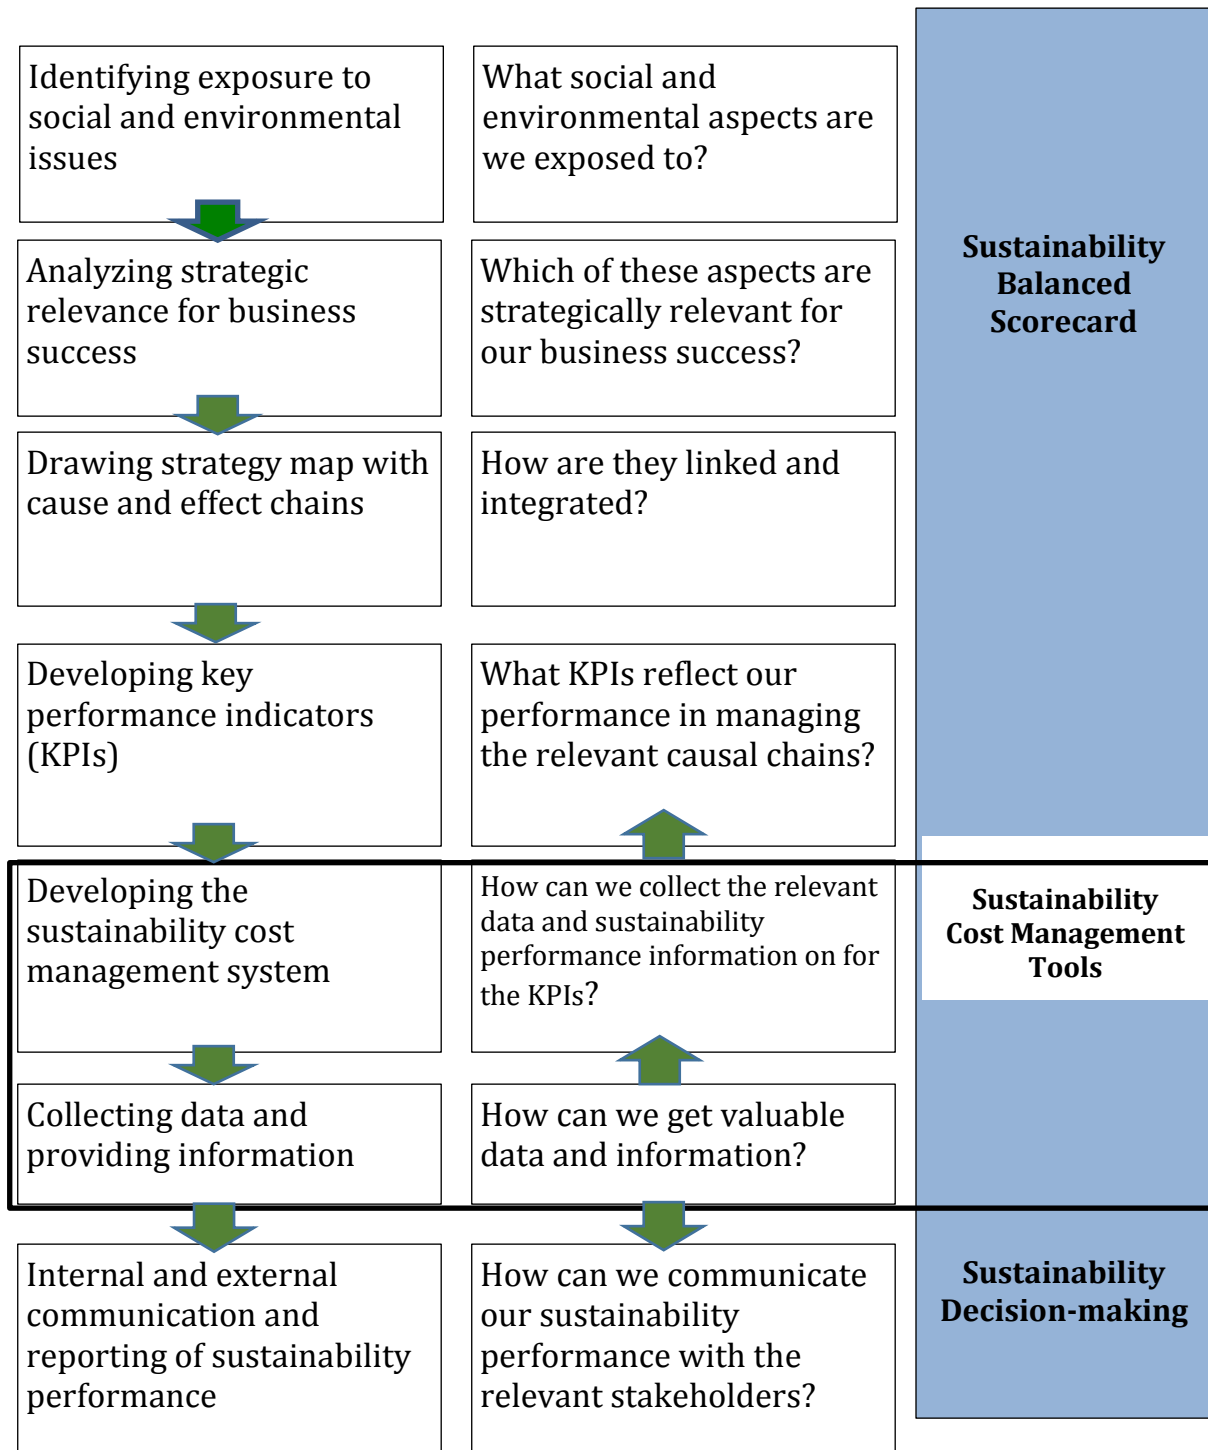 Identifying exposure to
social and environmental
issues
What social and
environmental aspects are
we exposed to?
Analyzing strategic
relevance for business
success
Which of these aspects are
strategically relevant for
our business success?
Sustainability
Balanced
Scorecard
Drawing strategy map with
cause and effect chains
How are they linked and
integrated?
Developing key
performance indicators
(KPIs)
What KPIs reflect our
performance in managing
the relevant causal chains?
Developing the
sustainability cost
management system
How can we collect the relevant
data and sustainability
performance information on for
the KPIs?
Sustainability
Cost Management
Tools
Collecting data and
providing information
How can we get valuable
data and information?
Internal and external
communication and
reporting of sustainability
performance
How can we communicate
our sustainability
performance with the
relevant stakeholders?
Sustainability
Decision-making